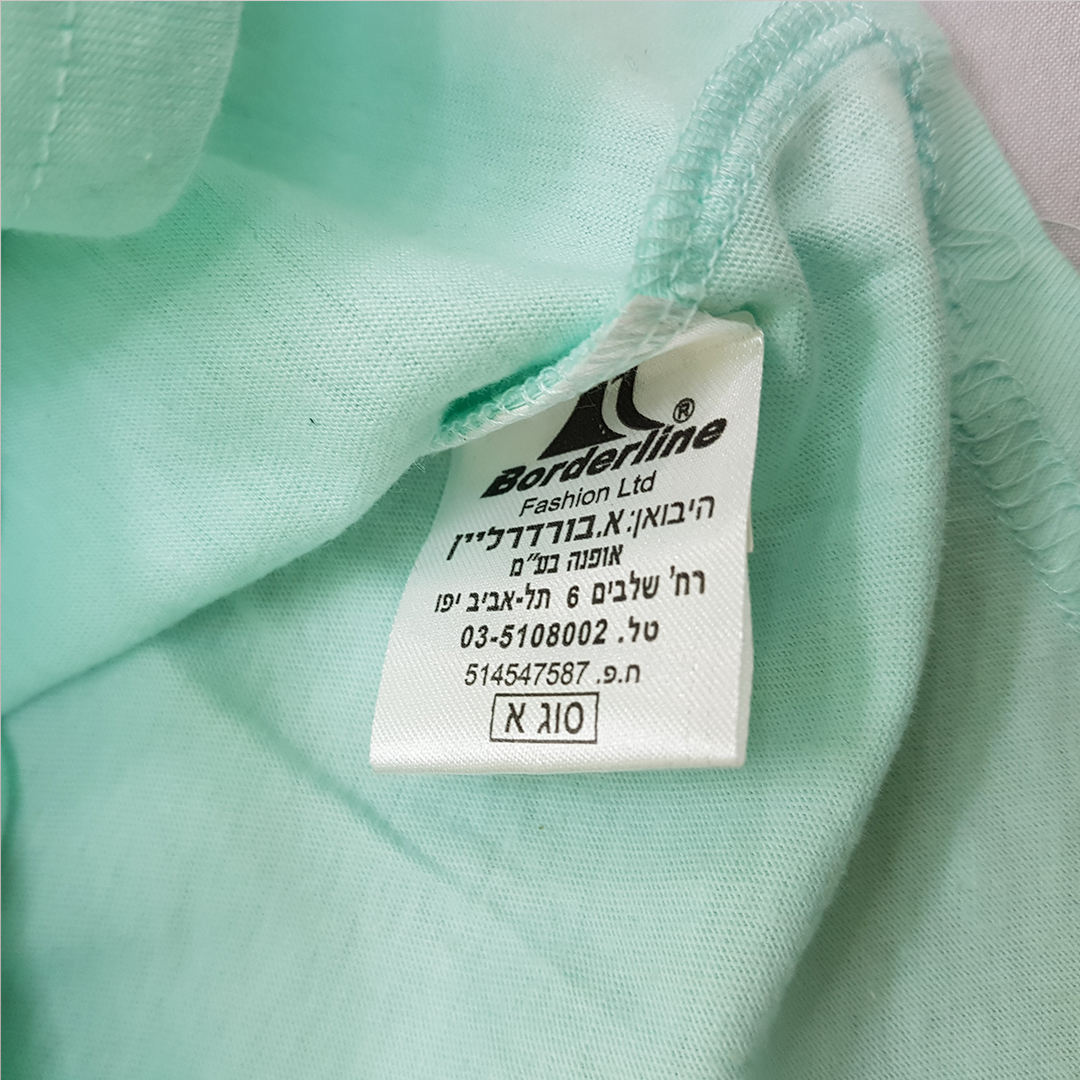 Borderline®
Fashion Ltd
היבואן: א.בורדרליין
אופנה בע"מ
רח' שלבים 6 תל-אביב יפו
טל. 03-5108002
ח.פ. 514547587
סוג א